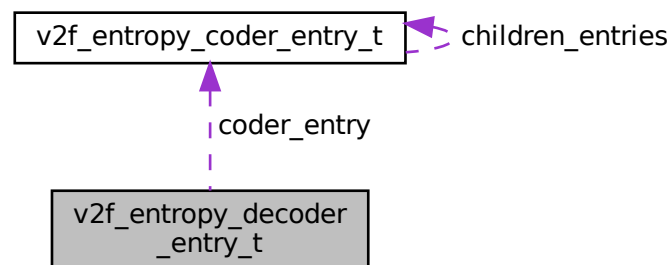 v2f_entropy_coder_entry_t
children_entries
coder_entry
v2f_entropy_decoder
_entry_t